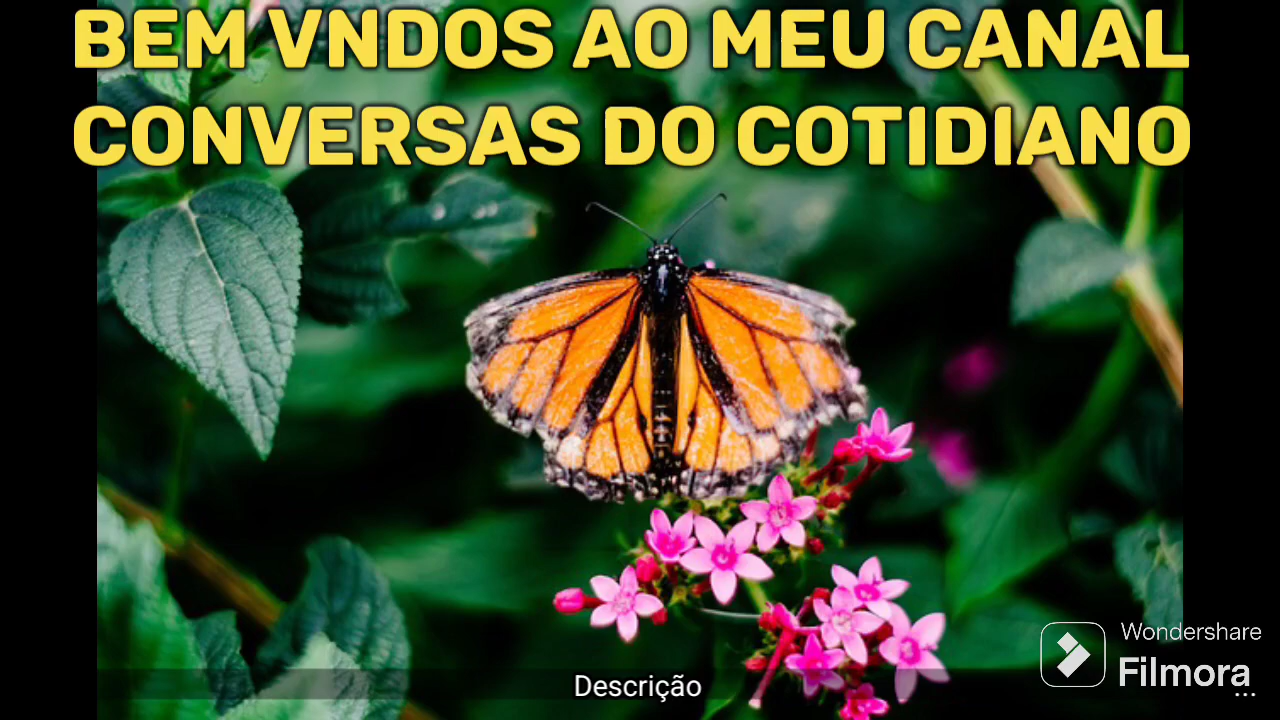 BEM VNDOS AO MEU CANAL
CONVERSAS DO COTIDIANO
Wondershare
Filmora
Descrição
...